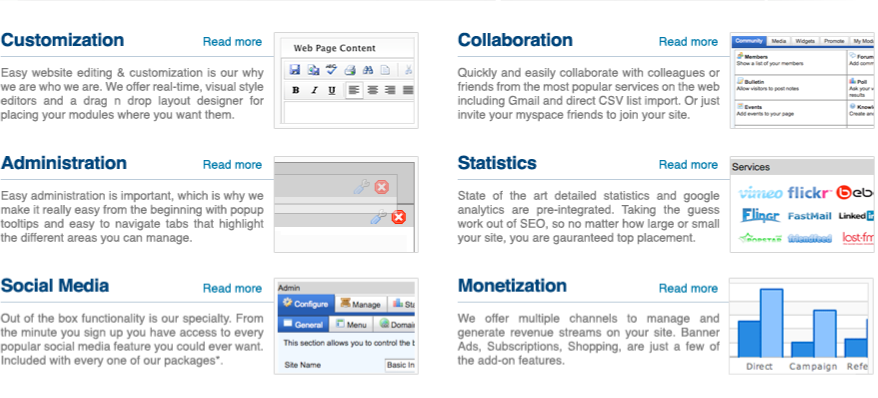 Customization
Read more
Easy website editing & customization is our why
we are who we are. We offer real-time, visual style
editors and a drag n drop layout designer for
placing your modules where you want them.
Web Page Content
B I U
Collaboration
Read more
Quickly and easily collaborate with colleagues or
friends from the most popular services on the web
including Gmail and direct CSV list import. Or just
invite your myspace friends to join your site.
Community Media Widgets Promote My Mod
Members
Show a list of your members
Forum
Add comm
Bulletin
Allow visitors to post notes
Poll
Ask your v
results
Events
Add events to your page
Knowl
Create an
Administration
Read more
Easy administration is important, which is why we
make it really easy from the beginning with popup
tooltips and easy to navigate tabs that highlight
the different areas you can manage.
Statistics
Read more
State of the art detailed statistics and google
analytics are pre-integrated. Taking the guess
work out of SEO, so no matter how large or small
your site, you are gauranteed top placement.
Services
vimeo flickr beb
FastMail Linked
friendfeed last.fm
Social Media
Read more
Out of the box functionality is our specialty. From
the minute you sign up you have access to every
popular social media feature you could ever want.
Included with every one of our packages*.
Admin
Configure Manage Sta
General Menu Domai
This section allows you to control the b
Site Name Basic In
Monetization
Read more
We offer multiple channels to manage and
generate revenue streams on your site. Banner
Ads, Subscriptions, Shopping, are just a few of
the add-on features.
Direct Campaign Refe